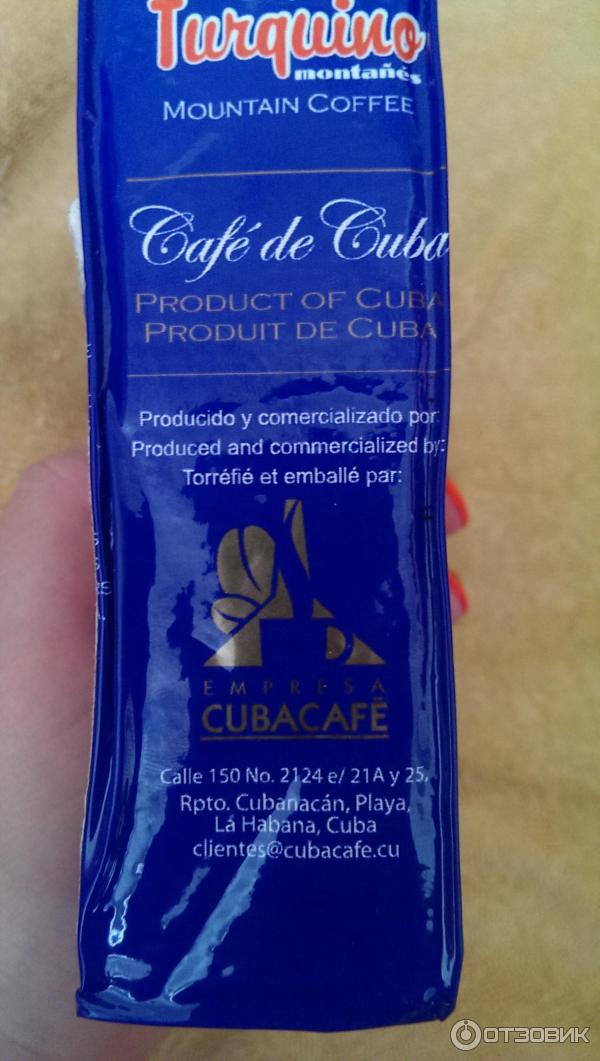 Turquino
montañés
MOUNTAIN COFFEE
Café de Cuba
PRODUCT OF CUBA
PRODUIT DE CUBA
Producido y comercializado por:
Produced and commercialized by:
Torréfié et emballé par:
EMPRESA
CUBACAFÉ
Calle 150 No. 2124 e/ 21A y 25,
Rpto. Cubanacán, Playa,
La Habana, Cuba
clientes@cubacafe.cu
ОТЗОВИК